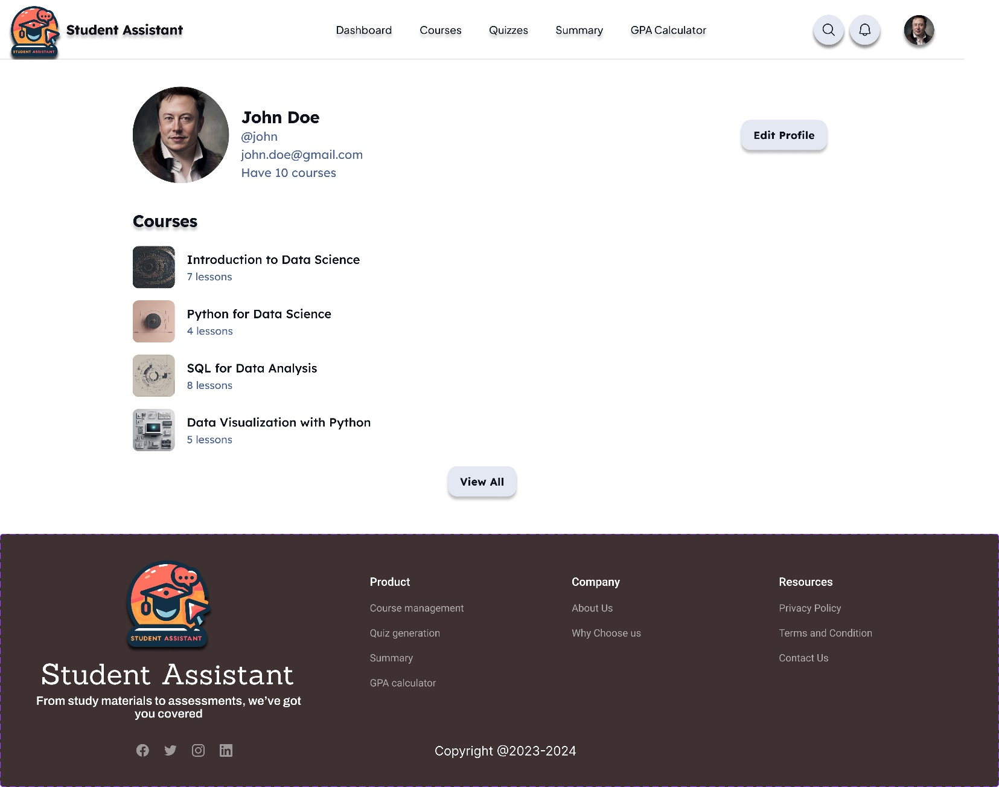 STUDENT ASSISTANT
Student Assistant
Dashboard
Courses
Quizzes
Summary
GPA Calculator
John Doe
@john
john.doe@gmail.com
Have 10 courses
Edit Profile
Courses
Introduction to Data Science
7 lessons
Python for Data Science
4 lessons
SQL for Data Analysis
8 lessons
Data Visualization with Python
5 lessons
View All
STUDENT ASSISTANT
Student Assistant
From study materials to assessments, we’ve got
you covered
Product
Course management
Quiz generation
Summary
GPA calculator
Company
About Us
Why Choose us
Resources
Privacy Policy
Terms and Condition
Contact Us
Copyright @2023-2024